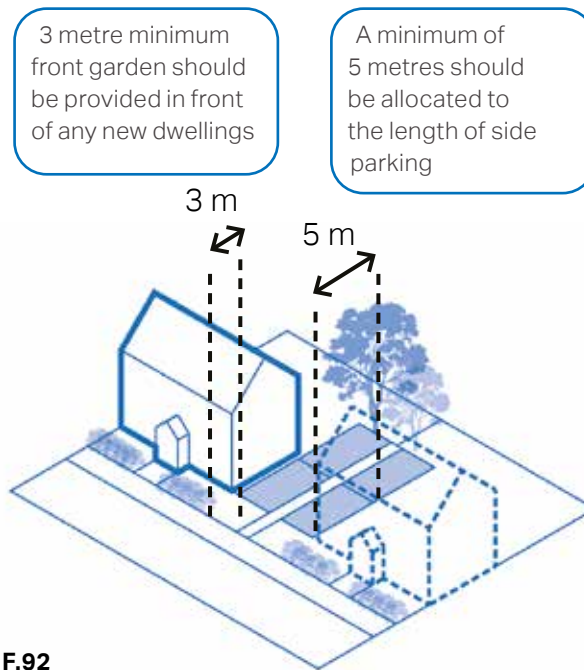 3 metre minimum
front garden should
be provided in front
of any new dwellings
A minimum of
5 metres should
be allocated to
the length of side
parking
3 m
5 m
F.92